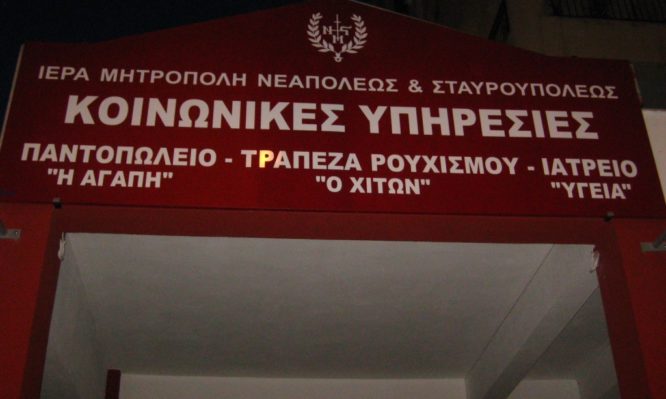 ΙΕΡΑ ΜΗΤΡΟΠΟΛΗ ΝΕΑΠΟΛΕΩΣ & ΣΤΑΥΡΟΥΠΟΛΕΩΣ
ΚΟΙΝΩΝΙΚΕΣ ΥΠΗΡΕΣΙΕΣ
ΠΑΝΤΟΠΩΛΕΙΟ - ΤΡΑΠΕΖΑ ΡΟΥΧΙΣΜΟΥ - ΙΑΤΡΕΙΟ
"Η ΑΓΑΠΗ" "Ο ΧΙΤΩΝ" "ΥΓΕΙΑ"